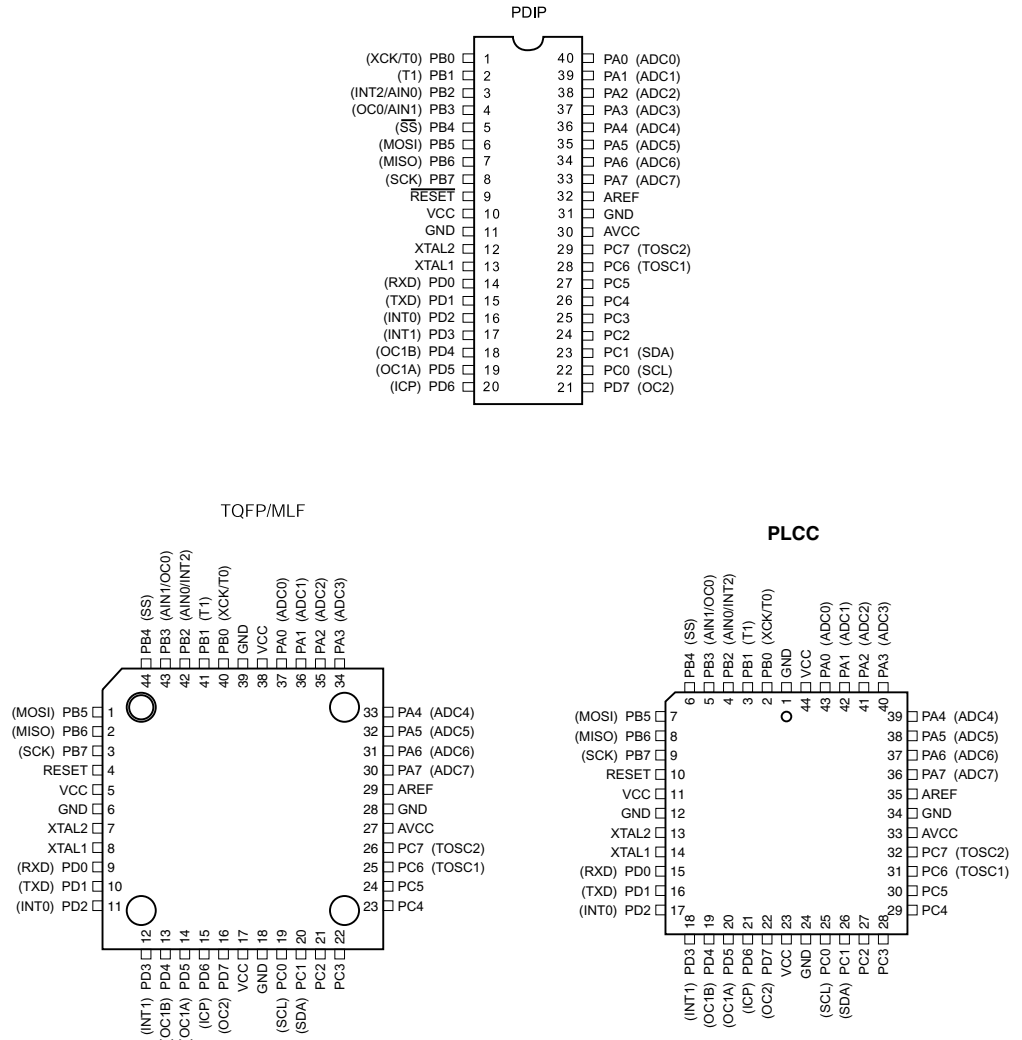 PDIP
(XCK/T0) PB0 1 40 PA0 (ADC0)
(T1) PB1 2 39 PA1 (ADC1)
(INT2/AIN0) PB2 3 38 PA2 (ADC2)
(OC0/AIN1) PB3 4 37 PA3 (ADC3)
(SS) PB4 5 36 PA4 (ADC4)
(MOSI) PB5 6 35 PA5 (ADC5)
(MISO) PB6 7 34 PA6 (ADC6)
(SCK) PB7 8 33 PA7 (ADC7)
RESET 9 32 AREF
VCC 10 31 GND
GND 11 30 AVCC
XTAL2 12 29 PC7 (TOSC2)
XTAL1 13 28 PC6 (TOSC1)
(RXD) PD0 14 27 PC5
(TXD) PD1 15 26 PC4
(INT0) PD2 16 25 PC3
(INT1) PD3 17 24 PC2
(OC1B) PD4 18 23 PC1 (SDA)
(OC1A) PD5 19 22 PC0 (SCL)
(ICP) PD6 20 21 PD7 (OC2)
TQFP/MLF
44 PB4 (SS)
43 PB3 (AIN1/OC0)
42 PB2 (AIN0/INT2)
41 PB1 (T1)
40 PB0 (XCK/T0)
39 GND
38 VCC
37 PA0 (ADC0)
36 PA1 (ADC1)
35 PA2 (ADC2)
34 PA3 (ADC3)
(MOSI) PB5 1 33 PA4 (ADC4)
(MISO) PB6 2 32 PA5 (ADC5)
(SCK) PB7 3 31 PA6 (ADC6)
RESET 4 30 PA7 (ADC7)
VCC 5 29 AREF
GND 6 28 GND
XTAL2 7 27 AVCC
XTAL1 8 26 PC7 (TOSC2)
(RXD) PD0 9 25 PC6 (TOSC1)
(TXD) PD1 10 24 PC5
(INT0) PD2 11 23 PC4
(INT1) PD3 12
(OC1B) PD4 13
(OC1A) PD5 14
(ICP) PD6 15
(OC2) PD7 16
VCC 17
GND 18
(SCL) PC0 19
(SDA) PC1 20
PC2 21
PC3 22
PLCC
6 PB4 (SS)
5 PB3 (AIN1/OC0)
4 PB2 (AIN0/INT2)
3 PB1 (T1)
2 PB0 (XCK/T0)
1 GND
44 VCC
43 PA0 (ADC0)
42 PA1 (ADC1)
41 PA2 (ADC2)
40 PA3 (ADC3)
(MOSI) PB5 7 39 PA4 (ADC4)
(MISO) PB6 8 38 PA5 (ADC5)
(SCK) PB7 9 37 PA6 (ADC6)
RESET 10 36 PA7 (ADC7)
VCC 11 35 AREF
GND 12 34 GND
XTAL2 13 33 AVCC
XTAL1 14 32 PC7 (TOSC2)
(RXD) PD0 15 31 PC6 (TOSC1)
(TXD) PD1 16 30 PC5
(INT0) PD2 17 29 PC4
(INT1) PD3 18
(OC1B) PD4 19
(OC1A) PD5 20
(ICP) PD6 21
(OC2) PD7 22
VCC 23
GND 24
(SCL) PC0 25
(SDA) PC1 26
PC2 27
PC3 28